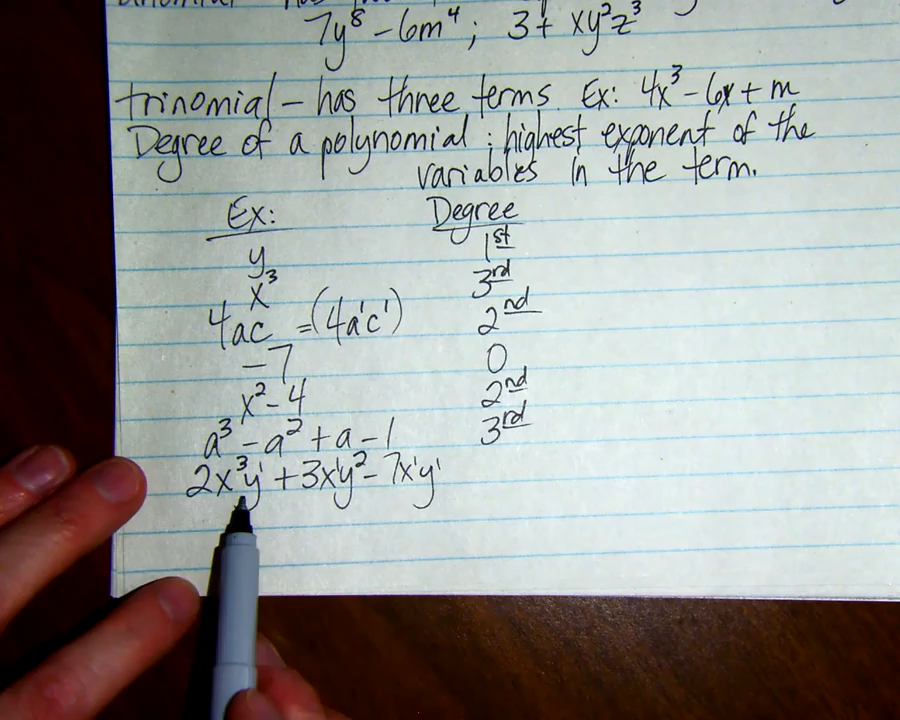 7y⁸ – 6m⁴ ; 3 + xy²z³
trinomial – has three terms. Ex: 4x³ – 6x + m
Degree of a polynomial : highest exponent of the
variables in the term.
Ex: Degree
y 1st
x³ 3rd
4ac = (4a¹c¹) 2nd
–7 0
x² – 4 2nd
a³ – a² + a – 1 3rd
2x³y¹ + 3x¹y² – 7x¹y¹